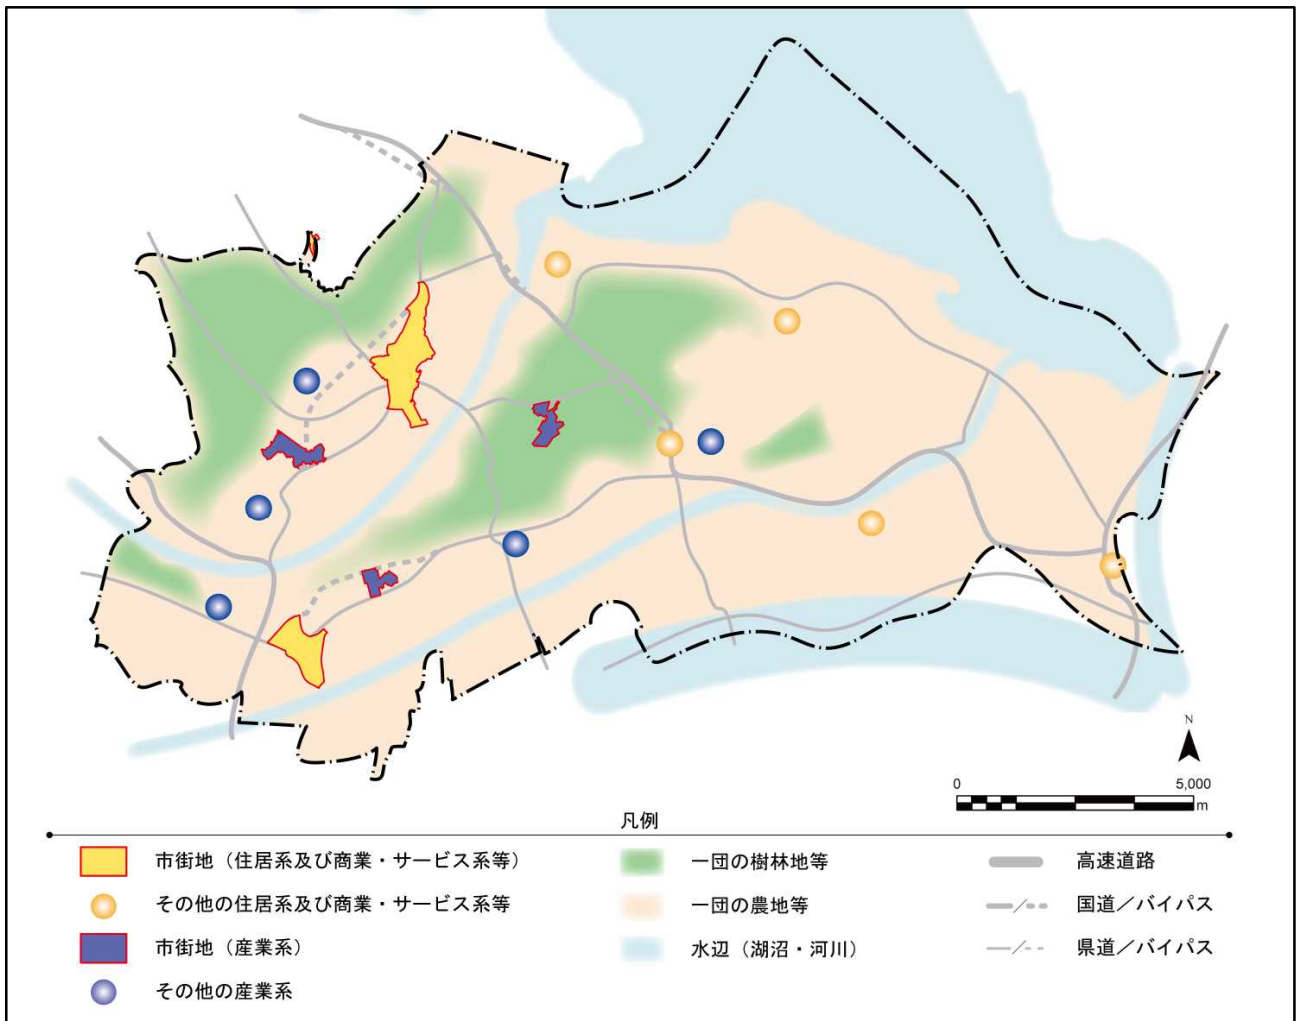 N
0 5,000
m
凡例
市街地（住居系及び商業・サービス系等） 一団の樹林地等 高速道路
その他の住居系及び商業・サービス系等 一団の農地等 国道／バイパス
市街地（産業系） 水辺（湖沼・河川） 県道／バイパス
その他の産業系